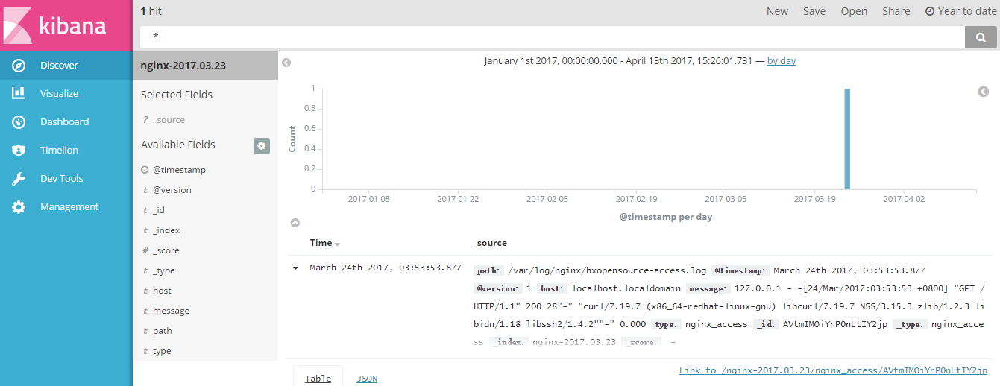 kibana
Discover
Visualize
Dashboard
Timelion
Dev Tools
Management
1 hit
New Save Open Share Year to date
*
nginx-2017.03.23
Selected Fields
? _source
Available Fields
@timestamp
t @version
t _id
t _index
# _score
t _type
t host
t message
t path
t type
January 1st 2017, 00:00:00.000 - April 13th 2017, 15:26:01.731 — by day
Count
1
0.8
0.6
0.4
0.2
0
2017-01-08 2017-01-22 2017-02-05 2017-02-19 2017-03-05 2017-03-19 2017-04-02
@timestamp per day
Time _source
March 24th 2017, 03:53:53.877 path: /var/log/nginx/hxopensource-access.log @timestamp: March 24th 2017, 03:53:53.877
@version: 1 host: localhost.localdomain message: 127.0.0.1 - -[24/Mar/2017:03:53:53 +0800] "GET /
HTTP/1.1" 200 28"-" "curl/7.19.7 (x86_64-redhat-linux-gnu) libcurl/7.19.7 NSS/3.15.3 zlib/1.2.3 li
bidn/1.18 libssh2/1.4.2""-" 0.000 type: nginx_access _id: AVtmIMOiYrPOnLtIY2jp _type: nginx_acce
ss _index: nginx-2017.03.23 _score: -
Table JSON
Link to /nginx-2017.03.23/nginx_access/AVtmIMOiYrPOnLtIY2jp